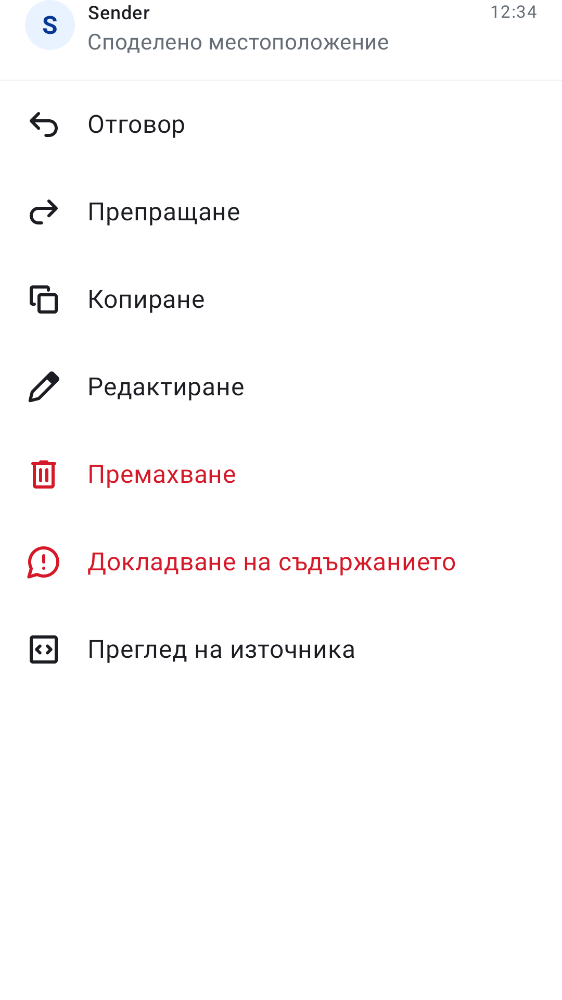 S
Sender
12:34
Споделено местоположение
Отговор
Препращане
Копиране
Редактиране
Премахване
Докладване на съдържанието
Преглед на източника